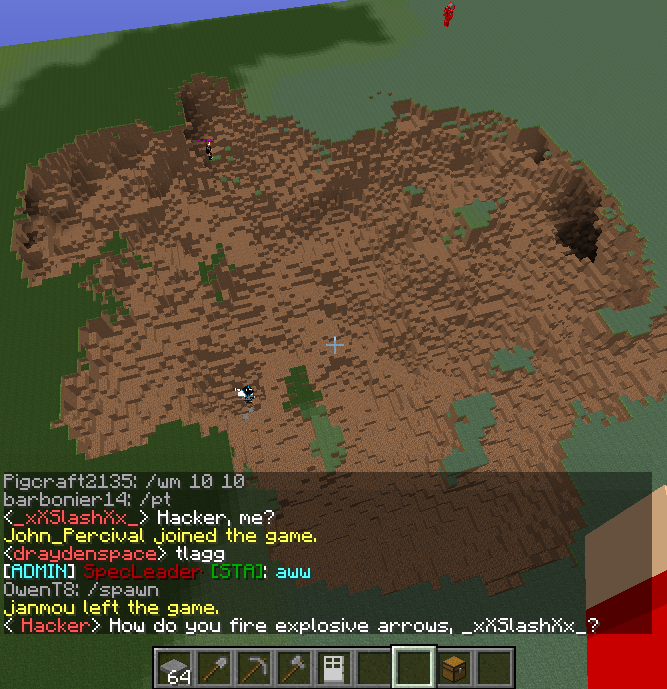 Pigcraft2135: /wm 10 10
barbonier14: /pt
<_xXSlashXx_> Hacker, me?
John_Percival joined the game.
<draydenspace> tlagg
[ADMIN] SpecLeader [STA]: aww
OwenT8: /spawn
janmou left the game.
< Hacker> How do you fire explosive arrows, _xXSlashXx_?
64